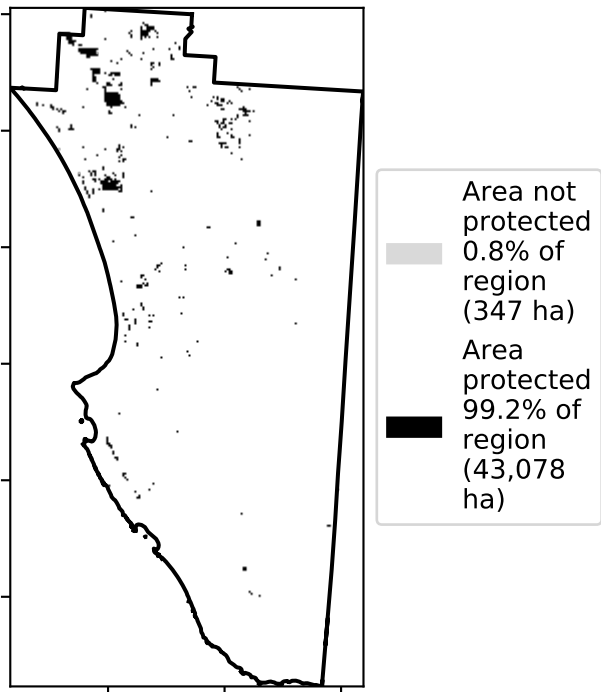 Area not
protected
0.8% of
region
(347 ha)
Area
protected
99.2% of
region
(43,078
ha)